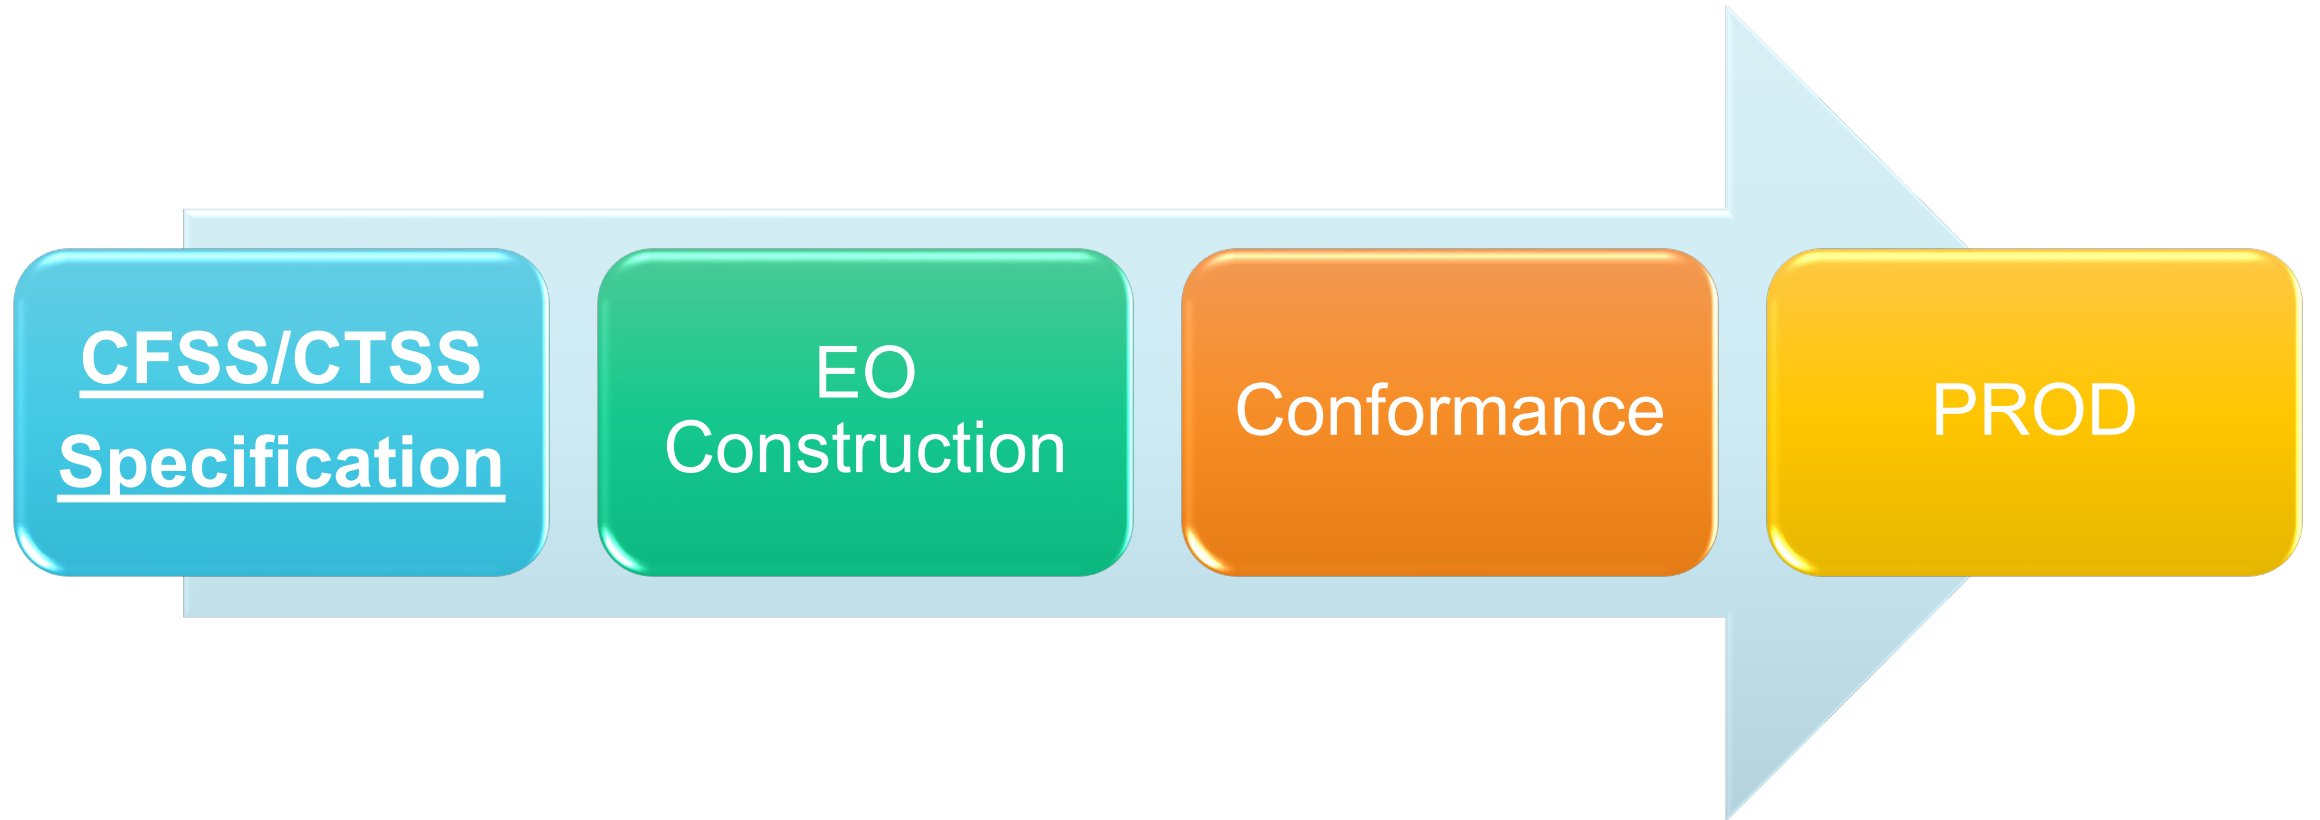 CFSS/CTSS
Specification
EO
Construction
Conformance
PROD